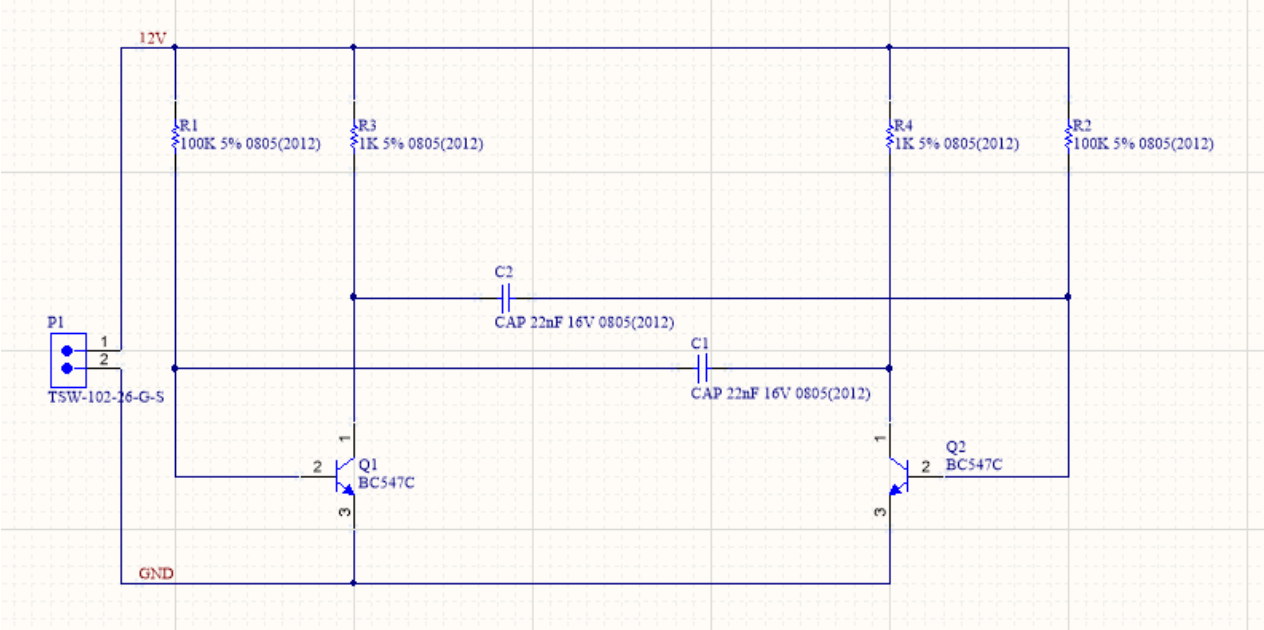 12V
R1
100K 5% 0805(2012)
R3
1K 5% 0805(2012)
R4
1K 5% 0805(2012)
R2
100K 5% 0805(2012)
C2
CAP 22nF 16V 0805(2012)
P1
1
2
TSW-102-26-G-S
C1
CAP 22nF 16V 0805(2012)
1
2
Q1
BC547C
3
1
Q2
2
BC547C
3
GND